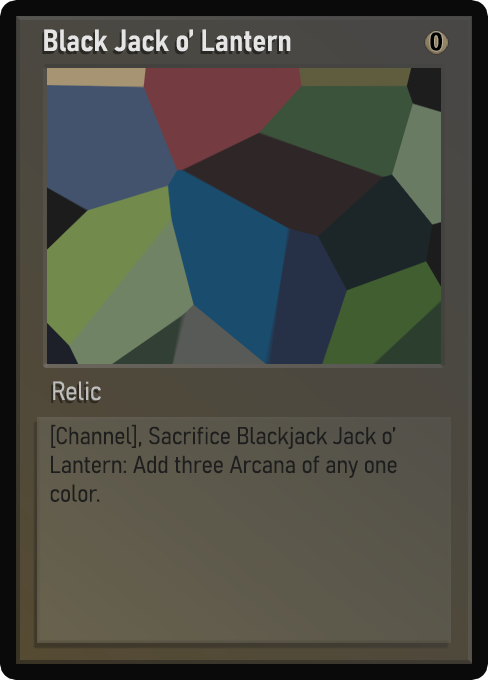 Black Jack o' Lantern
0
Relic
[Channel], Sacrifice Blackjack Jack o'
Lantern: Add three Arcana of any one
color.